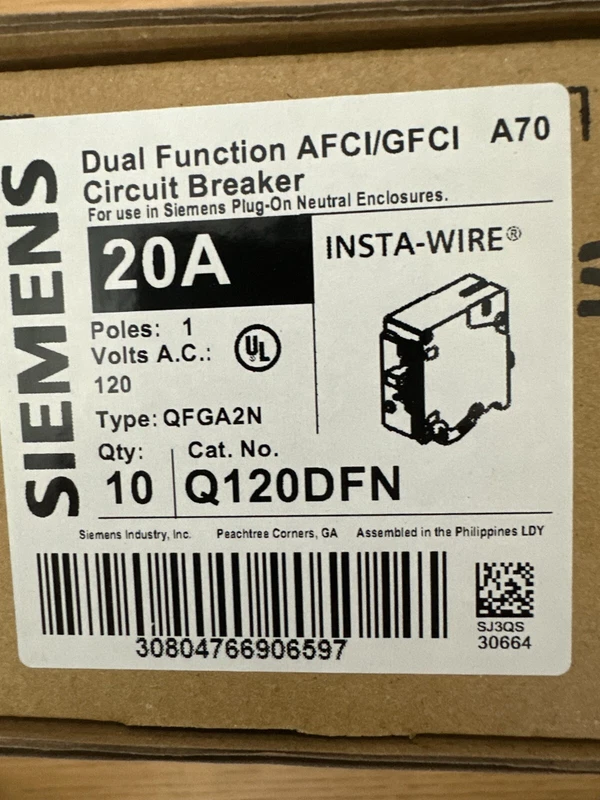 SIEMENS
Dual Function AFCI/GFCI A70
Circuit Breaker
For use in Siemens Plug-On Neutral Enclosures.
20A
INSTA-WIRE®
Poles: 1
Volts A.C.:
120
UL
Type: QFGA2N
Qty: Cat. No.
10 Q120DFN
Siemens Industry, Inc. Peachtree Corners, GA Assembled in the Philippines LDY
30804766906597
SJ3QS
30664